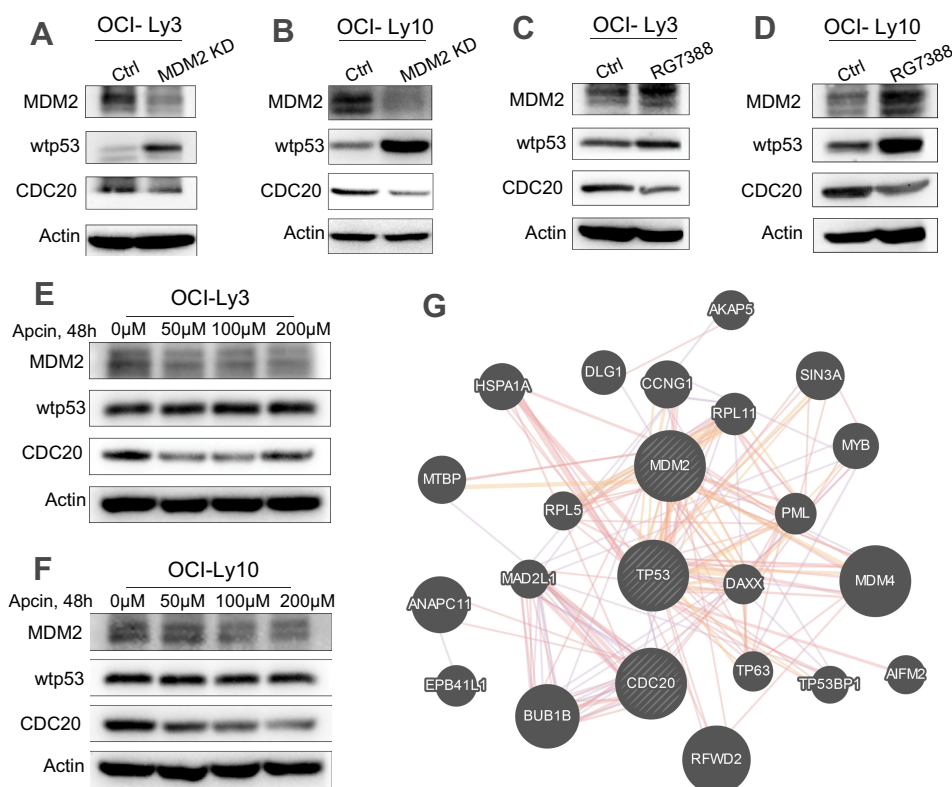 A
OCI- Ly3
Ctrl MDM2 KD
MDM2
wtp53
CDC20
Actin
B
OCI- Ly10
Ctrl MDM2 KD
MDM2
wtp53
CDC20
Actin
C
OCI- Ly3
Ctrl RG7388
MDM2
wtp53
CDC20
Actin
D
OCI- Ly10
Ctrl RG7388
MDM2
wtp53
CDC20
Actin
E
OCI-Ly3
Apcin, 48h 0μM 50μM 100μM 200μM
MDM2
wtp53
CDC20
Actin
F
OCI-Ly10
Apcin, 48h 0μM 50μM 100μM 200μM
MDM2
wtp53
CDC20
Actin
G
AKAP5
DLG1
HSPA1A
CCNG1
SIN3A
RPL11
MYB
MDM2
MTBP
RPL5
PML
MAD2L1
TP53
DAXX
MDM4
ANAPC11
TP63
AIFM2
EPB41L1
CDC20
TP53BP1
BUB1B
RFWD2